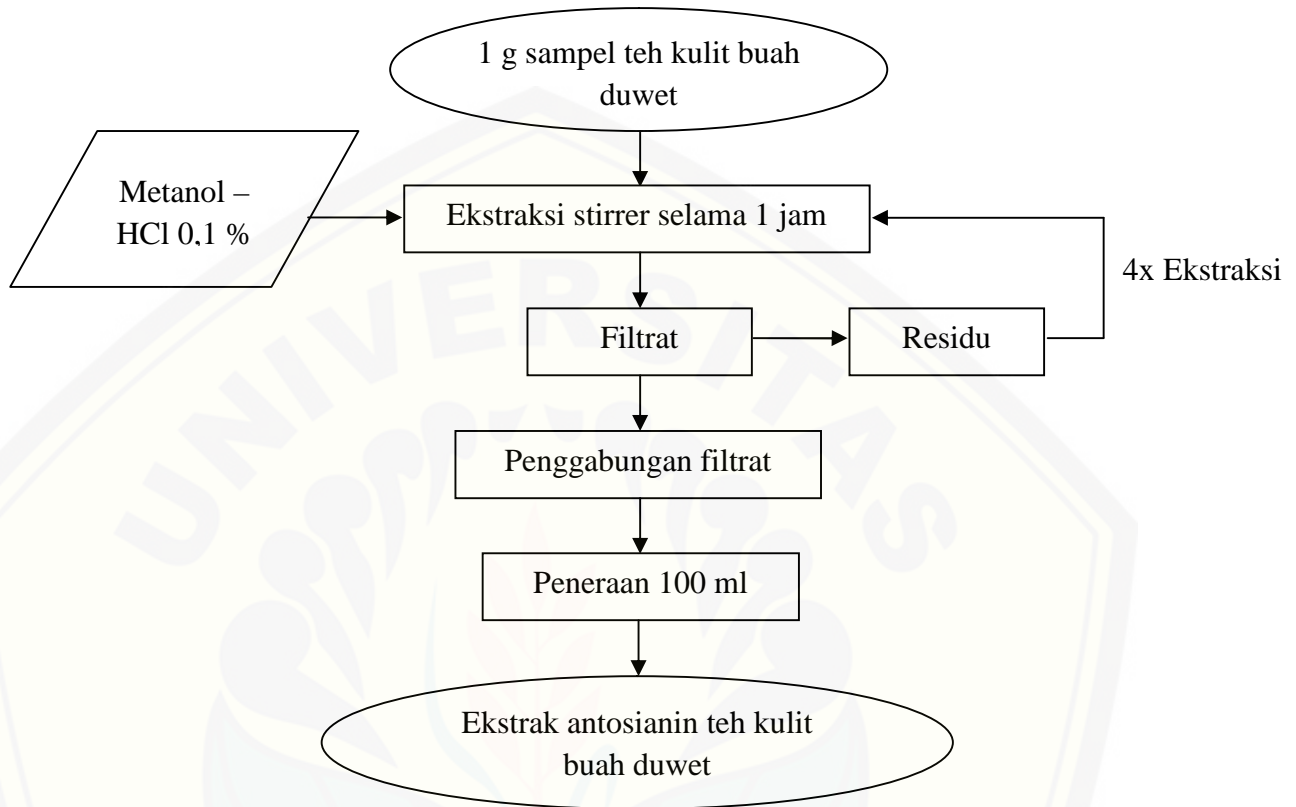 1 g sampel teh kulit buah
duwet
Metanol –
HCl 0,1 %
Ekstraksi stirrer selama 1 jam
4x Ekstraksi
Filtrat
Residu
Penggabungan filtrat
Peneraan 100 ml
Ekstrak antosianin teh kulit
buah duwet
UNIVERSITAS